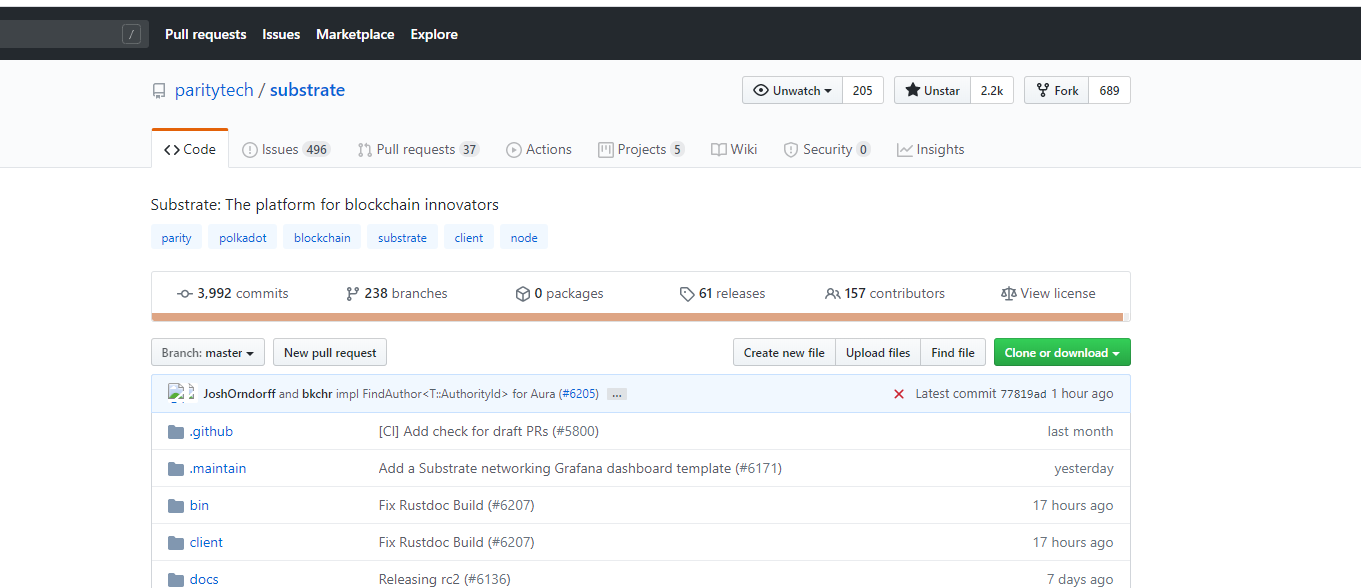 / Pull requests Issues Marketplace Explore
paritytech / substrate Unwatch 205 Unstar 2.2k Fork 689
Code Issues 496 Pull requests 37 Actions Projects 5 Wiki Security 0 Insights
Substrate: The platform for blockchain innovators
parity polkadot blockchain substrate client node
3,992 commits 238 branches 0 packages 61 releases 157 contributors View license
Branch: master New pull request Create new file Upload files Find file Clone or download
JoshOrndorff and bkchr impl FindAuthor<T::AuthorityId> for Aura (#6205) ... Latest commit 77819ad 1 hour ago
.github [CI] Add check for draft PRs (#5800) last month
.maintain Add a Substrate networking Grafana dashboard template (#6171) yesterday
bin Fix Rustdoc Build (#6207) 17 hours ago
client Fix Rustdoc Build (#6207) 17 hours ago
docs Releasing rc2 (#6136) 7 days ago